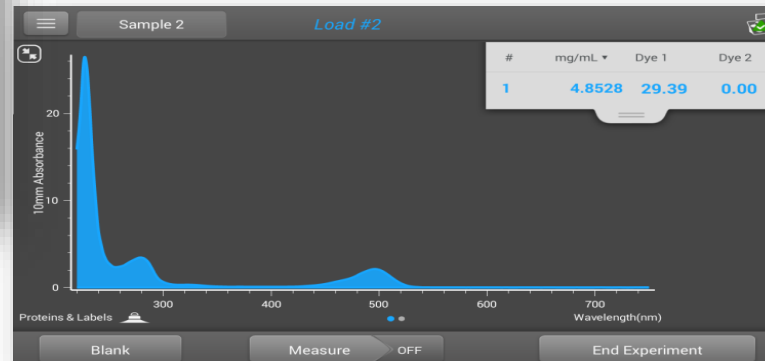 Sample 2
Load #2
# mg/mL Dye 1 Dye 2
1 4.8528 29.39 0.00
20
10
0
10mm Absorbance
300 400 500 600 700
Proteins & Labels
Wavelength(nm)
Blank
Measure
OFF
End Experiment